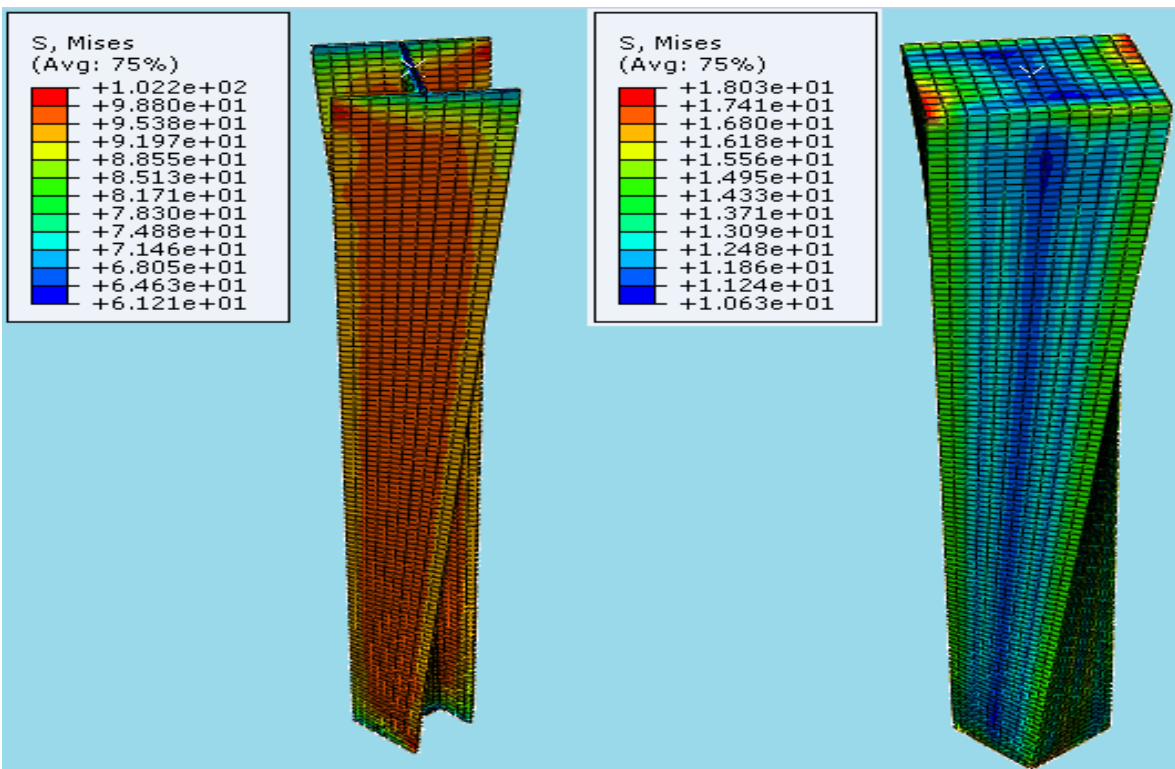 S, Mises
(Avg: 75%)
+1.022e+02
+9.880e+01
+9.538e+01
+9.197e+01
+8.855e+01
+8.513e+01
+8.171e+01
+7.830e+01
+7.488e+01
+7.146e+01
+6.805e+01
+6.463e+01
+6.121e+01
S, Mises
(Avg: 75%)
+1.803e+01
+1.741e+01
+1.680e+01
+1.618e+01
+1.556e+01
+1.495e+01
+1.433e+01
+1.371e+01
+1.309e+01
+1.248e+01
+1.186e+01
+1.124e+01
+1.063e+01